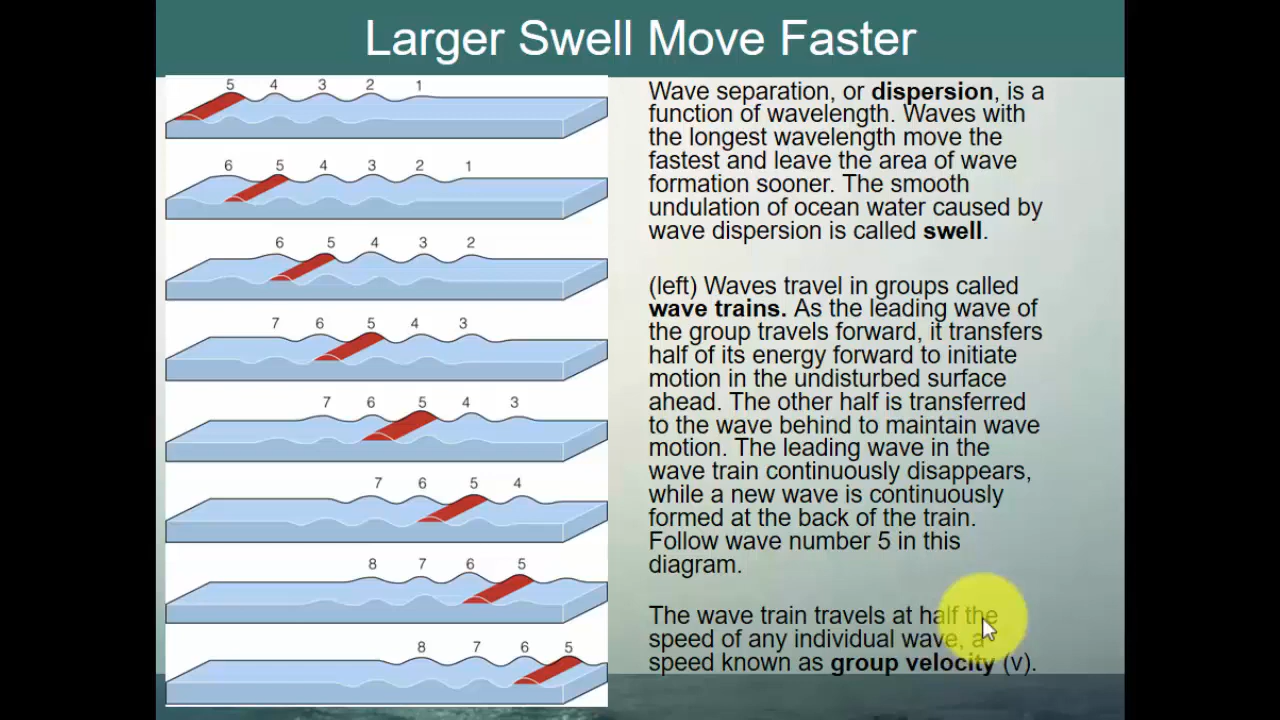 Larger Swell Move Faster
5 4 3 2 1
6 5 4 3 2 1
6 5 4 3 2
7 6 5 4 3
7 6 5 4 3
7 6 5 4
8 7 6 5
8 7 6 5
Wave separation, or dispersion, is a
function of wavelength. Waves with
the longest wavelength move the
fastest and leave the area of wave
formation sooner. The smooth
undulation of ocean water caused by
wave dispersion is called swell.
(left) Waves travel in groups called
wave trains. As the leading wave of
the group travels forward, it transfers
half of its energy forward to initiate
motion in the undisturbed surface
ahead. The other half is transferred
to the wave behind to maintain wave
motion. The leading wave in the
wave train continuously disappears,
while a new wave is continuously
formed at the back of the train.
Follow wave number 5 in this
diagram.
The wave train travels at half the
speed of any individual wave, a
speed known as group velocity (v).